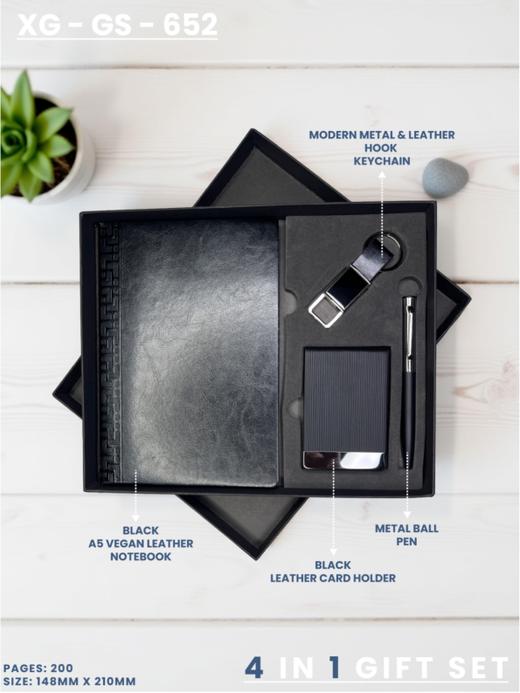 XG - GS - 652
MODERN METAL & LEATHER
HOOK
KEYCHAIN
BLACK
A5 VEGAN LEATHER
NOTEBOOK
METAL BALL
PEN
BLACK
LEATHER CARD HOLDER
PAGES: 200
SIZE: 148MM X 210MM
4 IN 1 GIFT SET